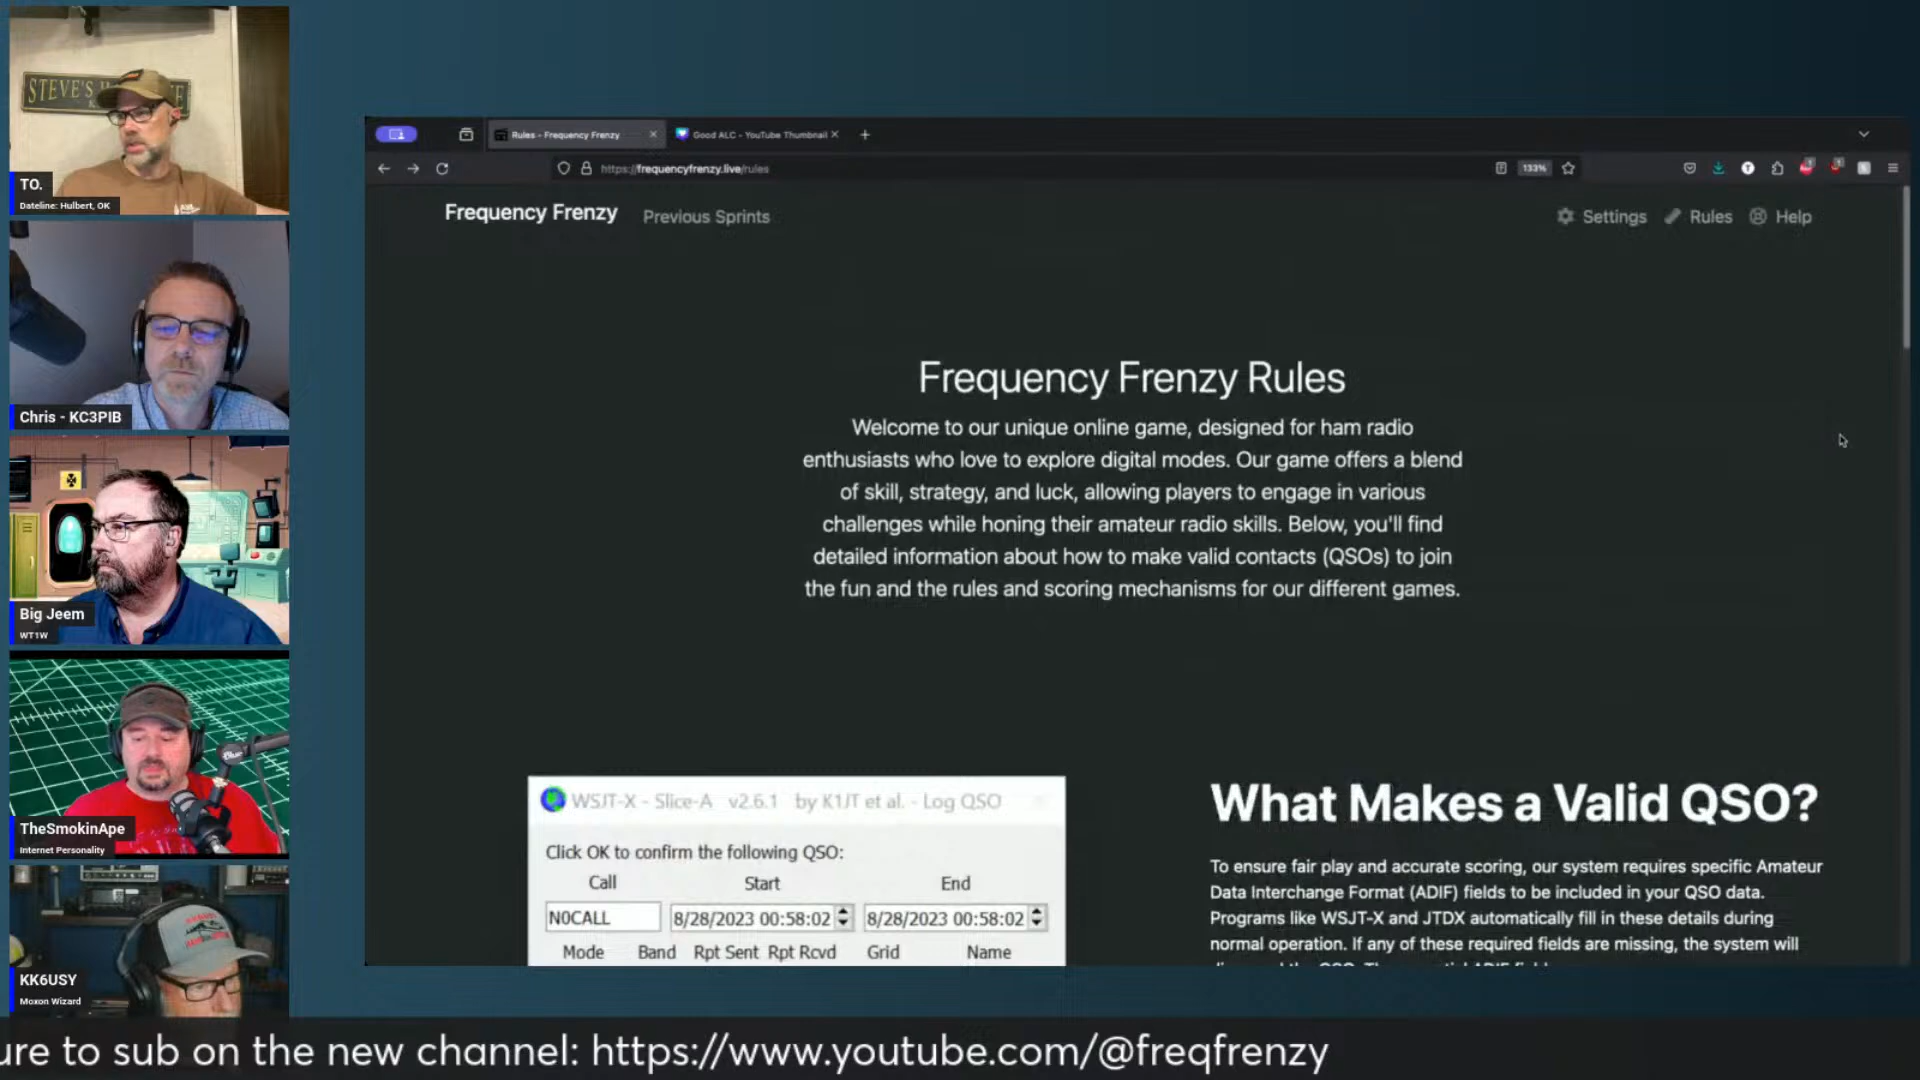 STEVE'S
TO.
Dateline: Hulbert, OK
Chris - KC3PIB
Big Jeem
WT1W
TheSmokinApe
Internet Personality
KK6USY
Moxon Wizard
Rules - Frequency Frenzy
Good ALC - YouTube Thumbnail
https://frequencyfrenzy.live/rules
133%
Frequency Frenzy
Previous Sprints
Settings
Rules
Help
Frequency Frenzy Rules
Welcome to our unique online game, designed for ham radio
enthusiasts who love to explore digital modes. Our game offers a blend
of skill, strategy, and luck, allowing players to engage in various
challenges while honing their amateur radio skills. Below, you'll find
detailed information about how to make valid contacts (QSOs) to join
the fun and the rules and scoring mechanisms for our different games.
WSJT-X - Slice-A v2.6.1 by K1JT et al. - Log QSO
Click OK to confirm the following QSO:
Call Start End
N0CALL 8/28/2023 00:58:02 8/28/2023 00:58:02
Mode Band Rpt Sent Rpt Rcvd Grid Name
What Makes a Valid QSO?
To ensure fair play and accurate scoring, our system requires specific Amateur
Data Interchange Format (ADIF) fields to be included in your QSO data.
Programs like WSJT-X and JTDX automatically fill in these details during
normal operation. If any of these required fields are missing, the system will
ure to sub on the new channel: https://www.youtube.com/@freqfrenzy